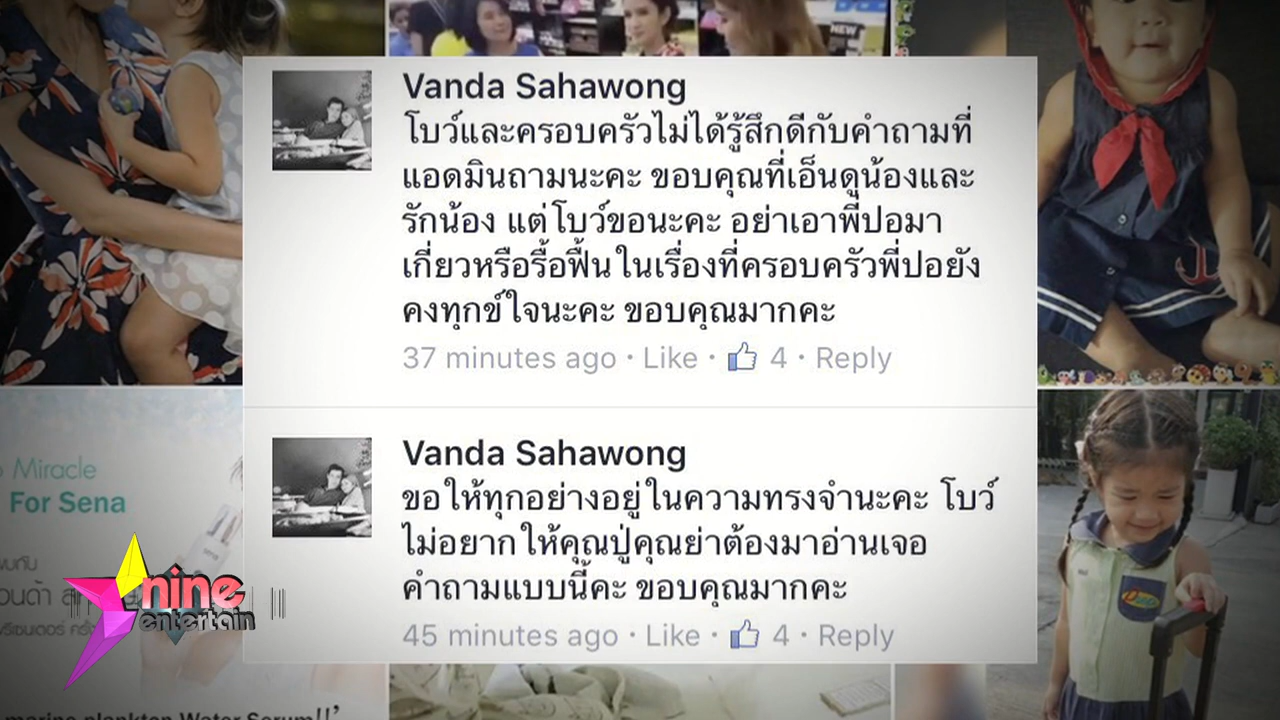 NEW
Vanda Sahawong
โบว์และครอบครัวไม่ได้รู้สึกดีกับคำถามที่
แอดมินถามนะคะ ขอบคุณที่เอ็นดูน้องและ
รักน้อง แต่โบว์ขอนะคะ อย่าเอาพี่ปอมา
เกี่ยวหรือรื้อฟื้นในเรื่องที่ครอบครัวพี่ปอยัง
คงทุกข์ใจนะคะ ขอบคุณมากคะ
37 minutes ago · Like · 4 · Reply
Vanda Sahawong
ขอให้ทุกอย่างอยู่ในความทรงจำนะคะ โบว์
ไม่อยากให้คุณปู่คุณย่าต้องมาอ่านเจอ
คำถามแบบนี้คะ ขอบคุณมากคะ
45 minutes ago · Like · 4 · Reply
Miracle
For Sena
nine
entertain
marine plankton Water Serum!!'